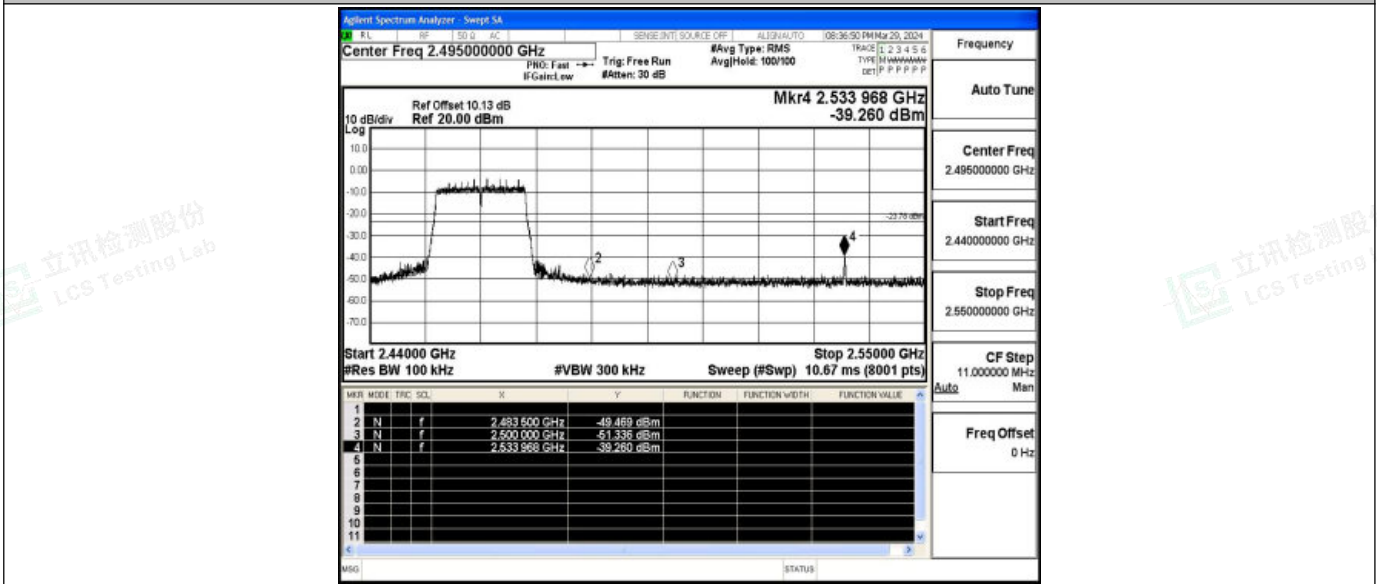 Agilent Spectrum Analyzer - Swept SA
RL RF 50 Ω AC SENSE:INT SOURCE OFF ALIGNAUTO 08:36:50 PM Mar 29, 2024
Center Freq 2.495000000 GHz
PNO: Fast
IFGain:Low
Trig: Free Run
#Atten: 30 dB
#Avg Type: RMS
Avg|Hold: 100/100
TRACE 1 2 3 4 5 6
TYPE M WWWWW
DET P P P P P P
Frequency
Auto Tune
Center Freq
2.495000000 GHz
Start Freq
2.440000000 GHz
Stop Freq
2.550000000 GHz
CF Step
11.000000 MHz
Auto Man
Freq Offset
0 Hz
Mkr4 2.533 968 GHz
-39.260 dBm
Ref Offset 10.13 dB
10 dB/div Ref 20.00 dBm
Log
10.0
0.00
-10.0
-20.0
-30.0
-40.0
-50.0
-60.0
-70.0
-23.78 dBm
2
3
4
Start 2.44000 GHz Stop 2.55000 GHz
#Res BW 100 kHz #VBW 300 kHz Sweep (#Swp) 10.67 ms (8001 pts)
MKR MODE TRC SCL X Y FUNCTION FUNCTION WIDTH FUNCTION VALUE
1
2 N f 2.483 500 GHz -49.469 dBm
3 N f 2.500 000 GHz -51.336 dBm
4 N f 2.533 968 GHz -39.260 dBm
5
6
7
8
9
10
11
MSG STATUS
立讯检测股份
LCS Testing Lab
立讯检测股
LCS Testing